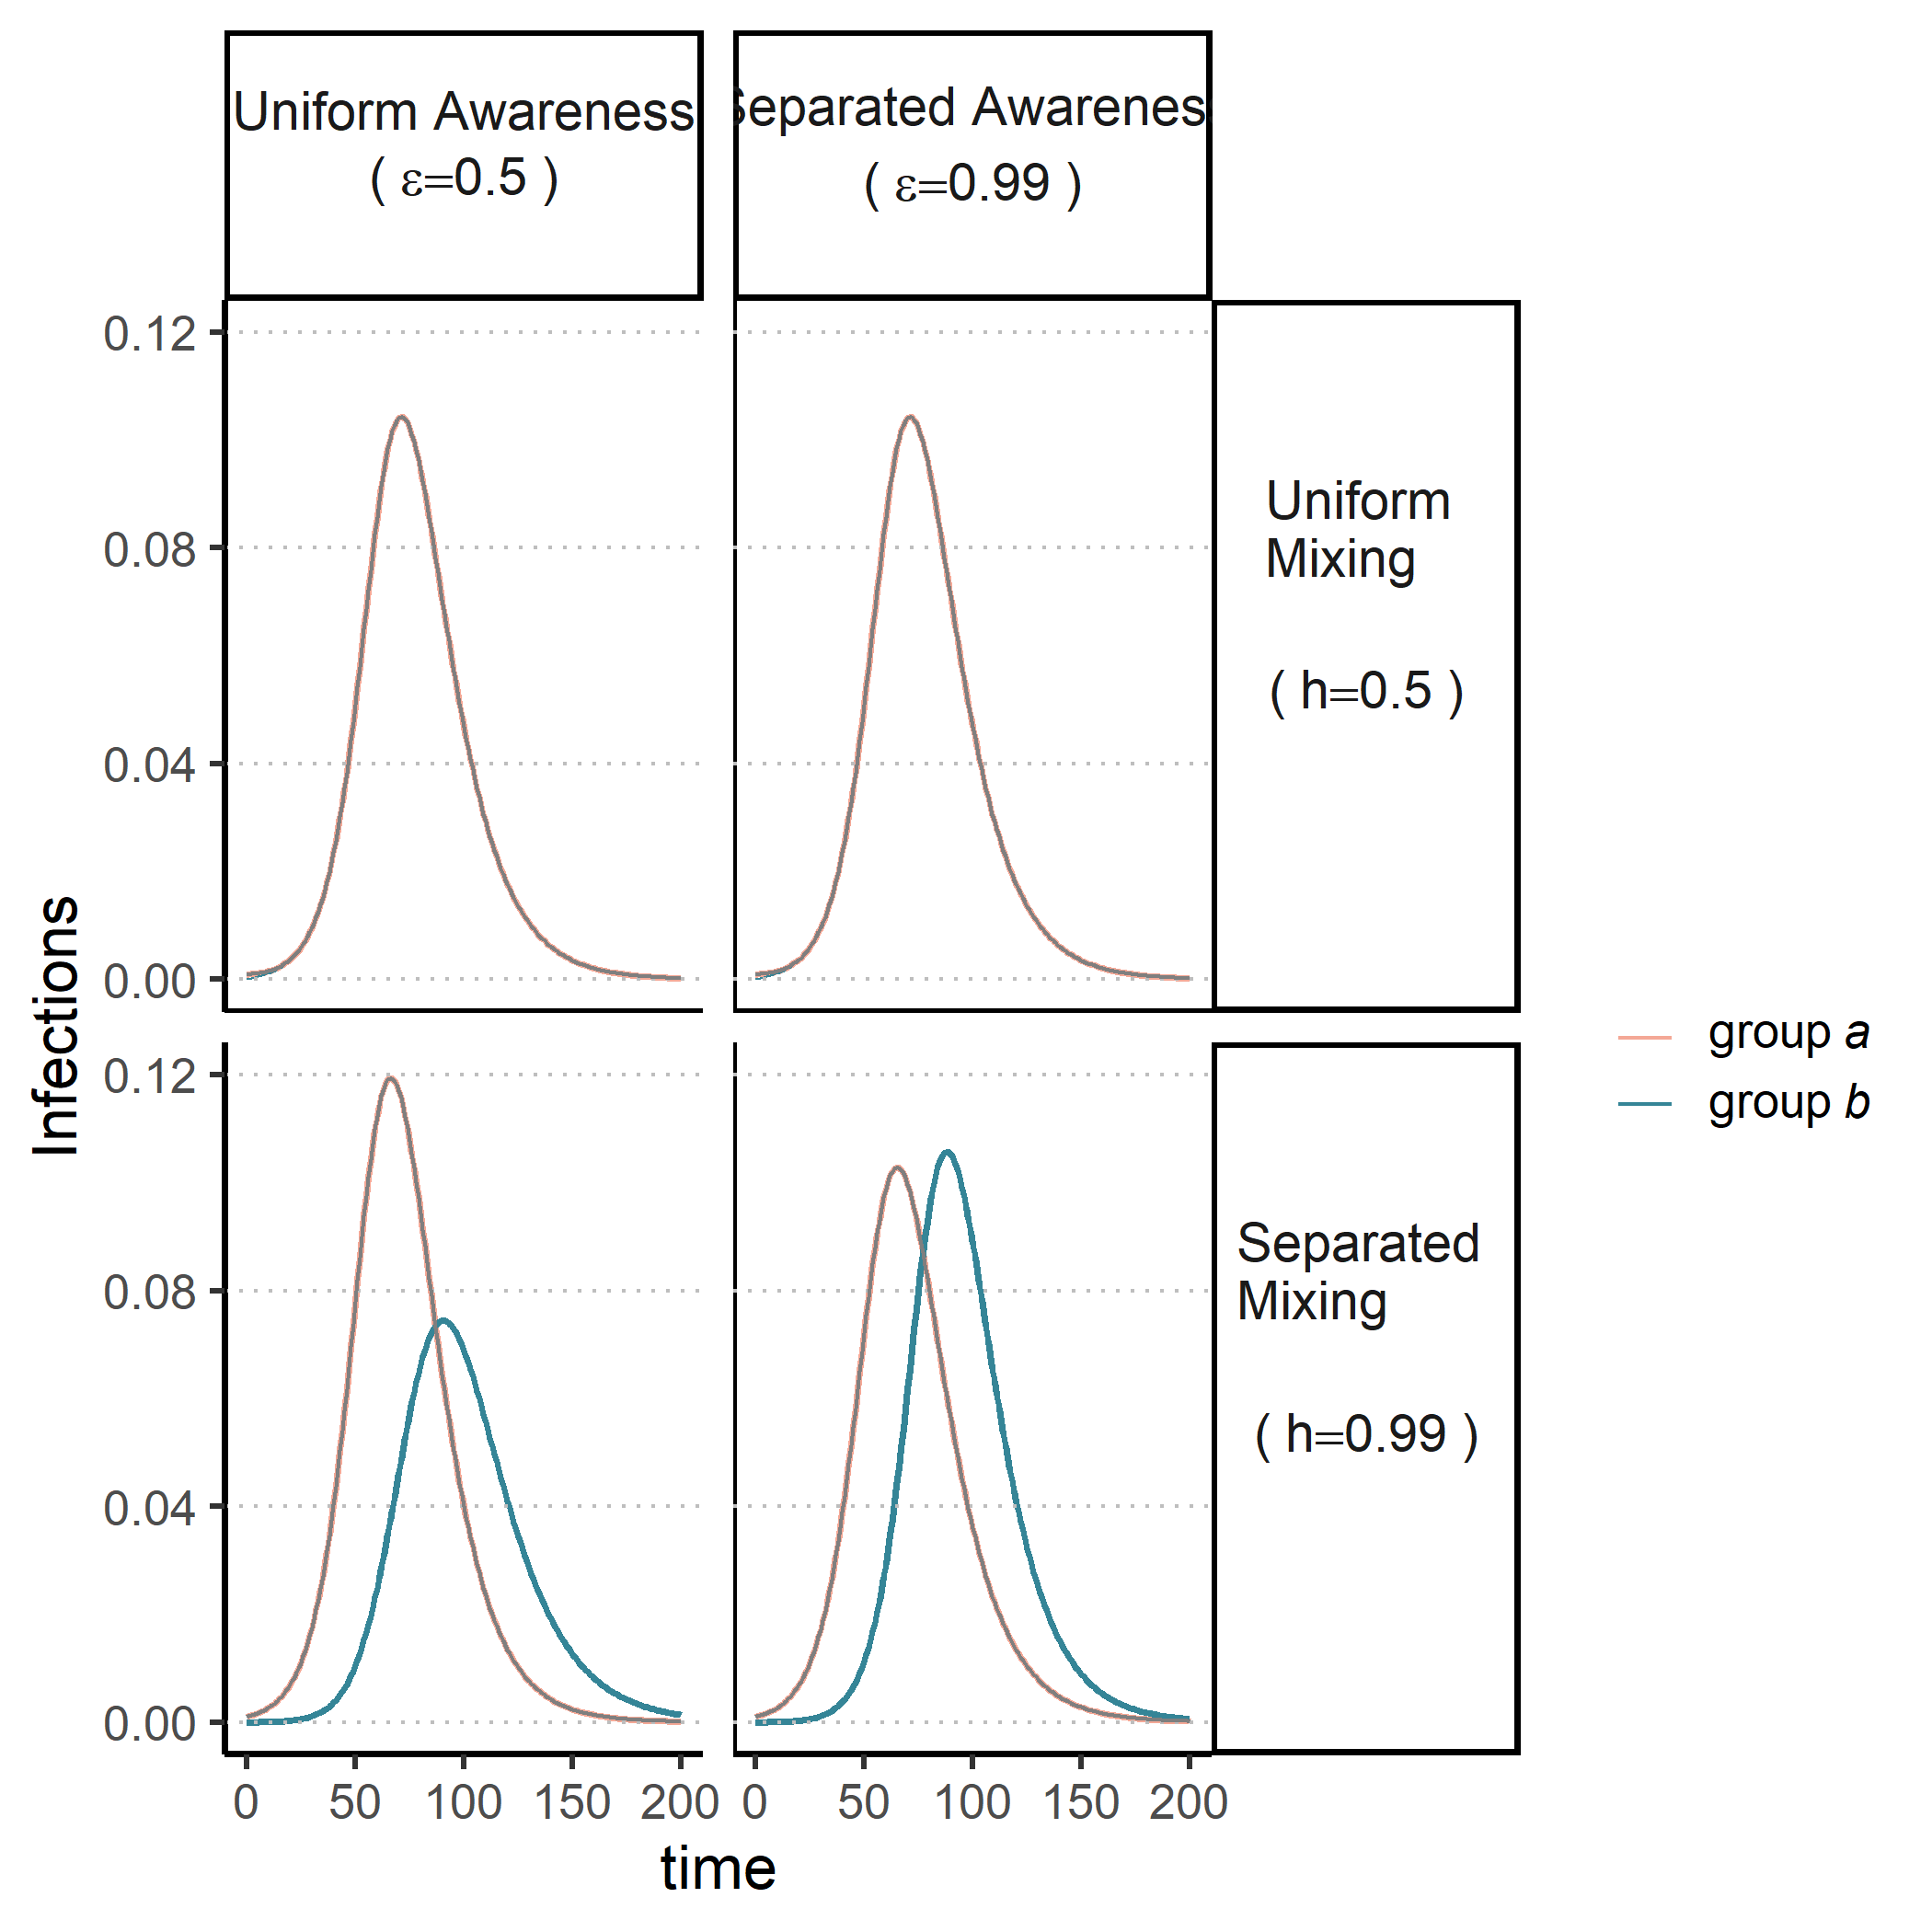 Uniform Awareness
( ε=0.5 )
Separated Awareness
( ε=0.99 )
0.12
0.08
0.04
0.00
Uniform
Mixing
( h=0.5 )
Infections
0.12
0.08
0.04
0.00
Separated
Mixing
( h=0.99 )
group a
group b
0 50 100 150 200 0 50 100 150 200
time